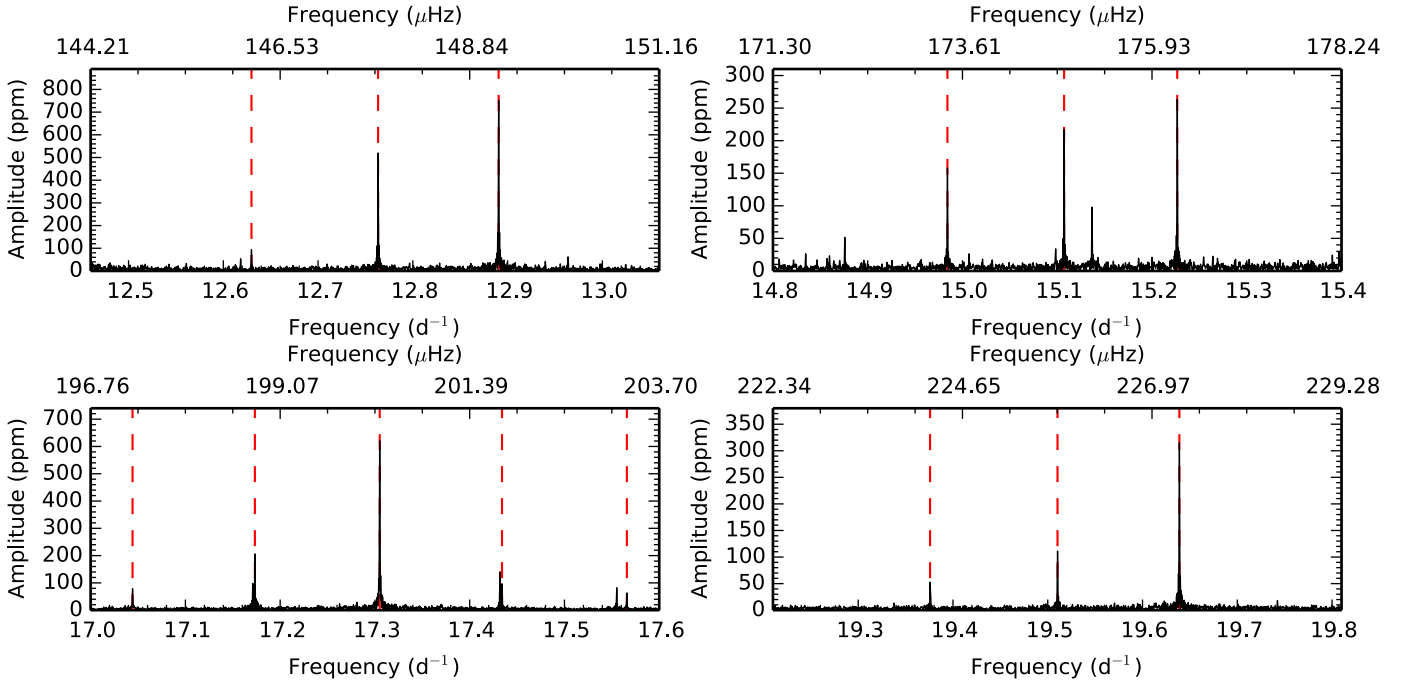 Frequency (μHz)
144.21 146.53 148.84 151.16
Amplitude (ppm)
800
700
600
500
400
300
200
100
0
12.5 12.6 12.7 12.8 12.9 13.0
Frequency (d⁻¹)
Frequency (μHz)
171.30 173.61 175.93 178.24
Amplitude (ppm)
300
250
200
150
100
50
0
14.8 14.9 15.0 15.1 15.2 15.3 15.4
Frequency (d⁻¹)
Frequency (μHz)
196.76 199.07 201.39 203.70
Amplitude (ppm)
700
600
500
400
300
200
100
0
17.0 17.1 17.2 17.3 17.4 17.5 17.6
Frequency (d⁻¹)
Frequency (μHz)
222.34 224.65 226.97 229.28
Amplitude (ppm)
350
300
250
200
150
100
50
0
19.3 19.4 19.5 19.6 19.7 19.8
Frequency (d⁻¹)